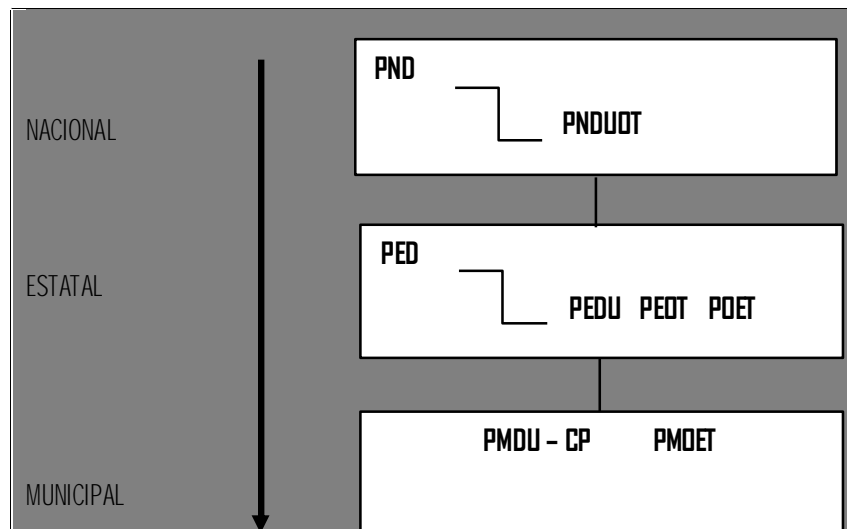 PND
NACIONAL
PNDUOT
PED
ESTATAL
PEDU PEOT POET
PMDU – CP PMOET
MUNICIPAL